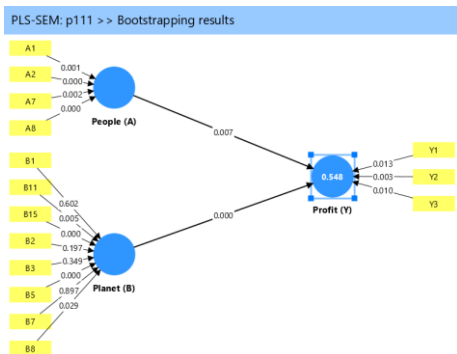 PLS-SEM: p111 >> Bootstrapping results
A1
A2
A7
A8
0.001
0.000
0.002
0.000
People (A)
0.007
B1
B11
B15
B2
B3
B5
B7
B8
0.602
0.005
0.000
0.197
0.349
0.000
0.897
0.029
Planet (B)
0.000
0.548
Profit (Y)
0.013
0.003
0.010
Y1
Y2
Y3